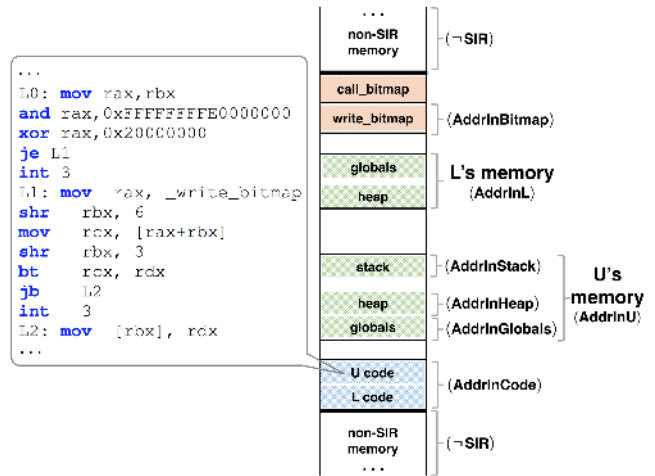 ...
L0: mov rax,rbx
and rax,0xFFFFFFFFE0000000
xor rax,0x20000000
je L1
int 3
L1: mov rax, _write_bitmap
shr rbx, 6
mov rcx, [rax+rbx]
shr rbx, 3
bt rcx, rdx
jb L2
int 3
L2: mov [rbx], rdx
...
...
non-SIR
memory
(¬SIR)
call_bitmap
write_bitmap
(AddrInBitmap)
globals
heap
L's memory
(AddrInL)
stack
(AddrInStack)
heap
(AddrInHeap)
globals
(AddrInGlobals)
U's
memory
(AddrInU)
U code
L code
(AddrInCode)
non-SIR
memory
...
(¬SIR)